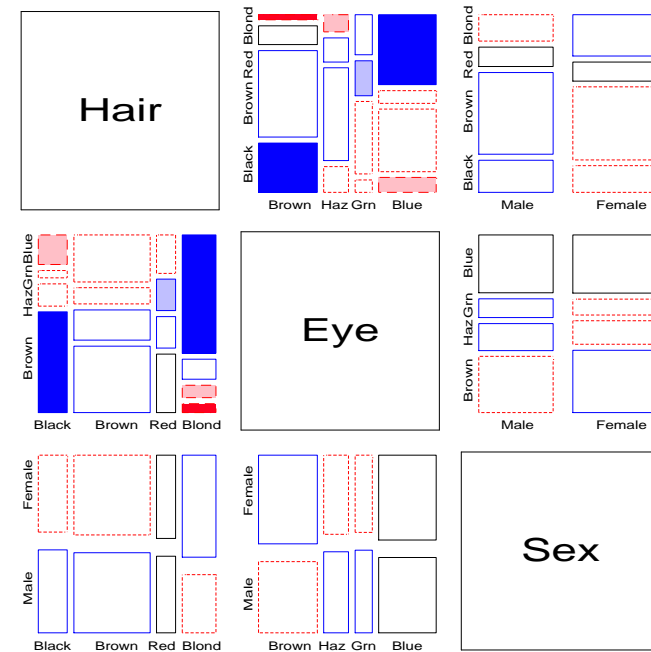 Hair
Blond
Red
Brown
Black
Brown Haz Grn Blue
Blond
Red
Brown
Black
Male Female
Blue
Grn
Haz
Brown
Black Brown Red Blond
Eye
Blue
Grn
Haz
Brown
Male Female
Female
Male
Black Brown Red Blond
Female
Male
Brown Haz Grn Blue
Sex